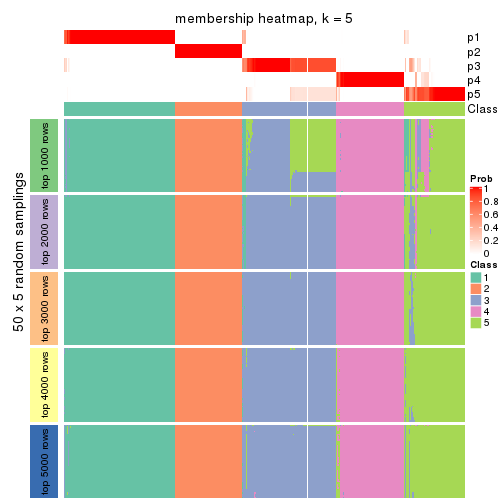 membership heatmap, k = 5
p1
p2
p3
p4
p5
Class
50 x 5 random samplings
top 1000 rows
top 2000 rows
top 3000 rows
top 4000 rows
top 5000 rows
Prob
1
0.8
0.6
0.4
0.2
0
Class
1
2
3
4
5